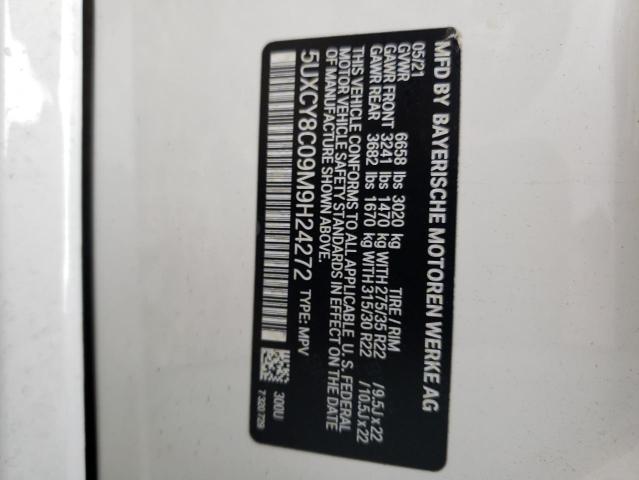 MFD BY BAYERISCHE MOTOREN WERKE AG
05/21
GVWR 6658 lbs 3020 kg TIRE / RIM
GAWR FRONT 3241 lbs 1470 kg WITH 275/35 R22 /9.5J x 22
GAWR REAR 3682 lbs 1670 kg WITH 315/30 R22 /10.5J x 22
THIS VEHICLE CONFORMS TO ALL APPLICABLE U. S. FEDERAL
MOTOR VEHICLE SAFETY STANDARDS IN EFFECT ON THE DATE
OF MANUFACTURE SHOWN ABOVE.
5UXCY8C09M9H24272 TYPE: MPV
300U
7 320 729